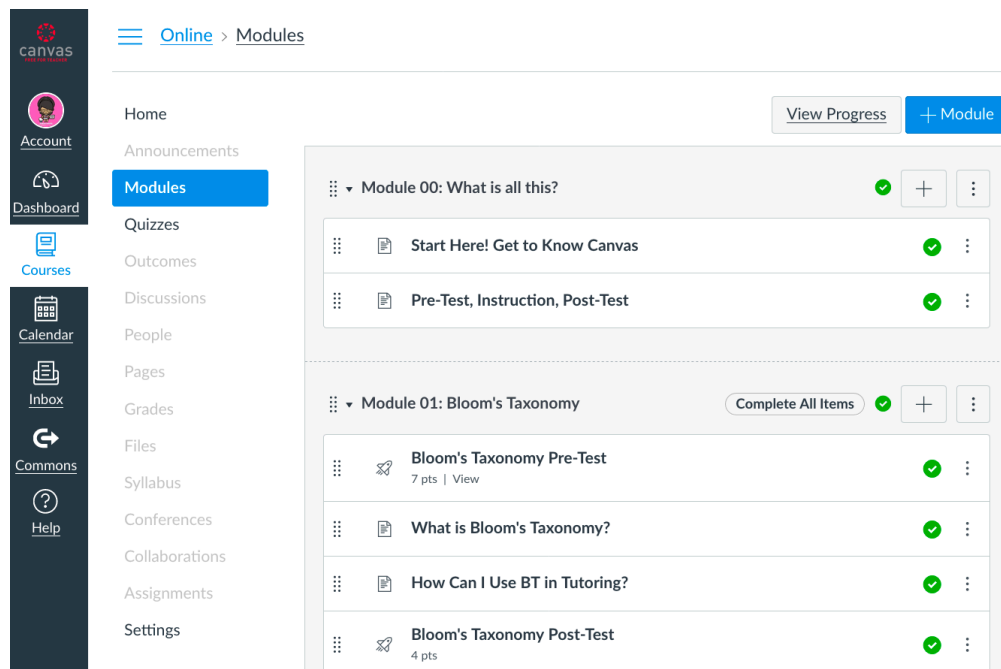 canvas
Account
Dashboard
Courses
Calendar
Inbox
Commons
Help
Online > Modules
Home
Announcements
Modules
Quizzes
Outcomes
Discussions
People
Pages
Grades
Files
Syllabus
Conferences
Collaborations
Assignments
Settings
View Progress
+ Module
Module 00: What is all this?
Start Here! Get to Know Canvas
Pre-Test, Instruction, Post-Test
Module 01: Bloom's Taxonomy
Complete All Items
Bloom's Taxonomy Pre-Test
7 pts | View
What is Bloom's Taxonomy?
How Can I Use BT in Tutoring?
Bloom's Taxonomy Post-Test
4 pts